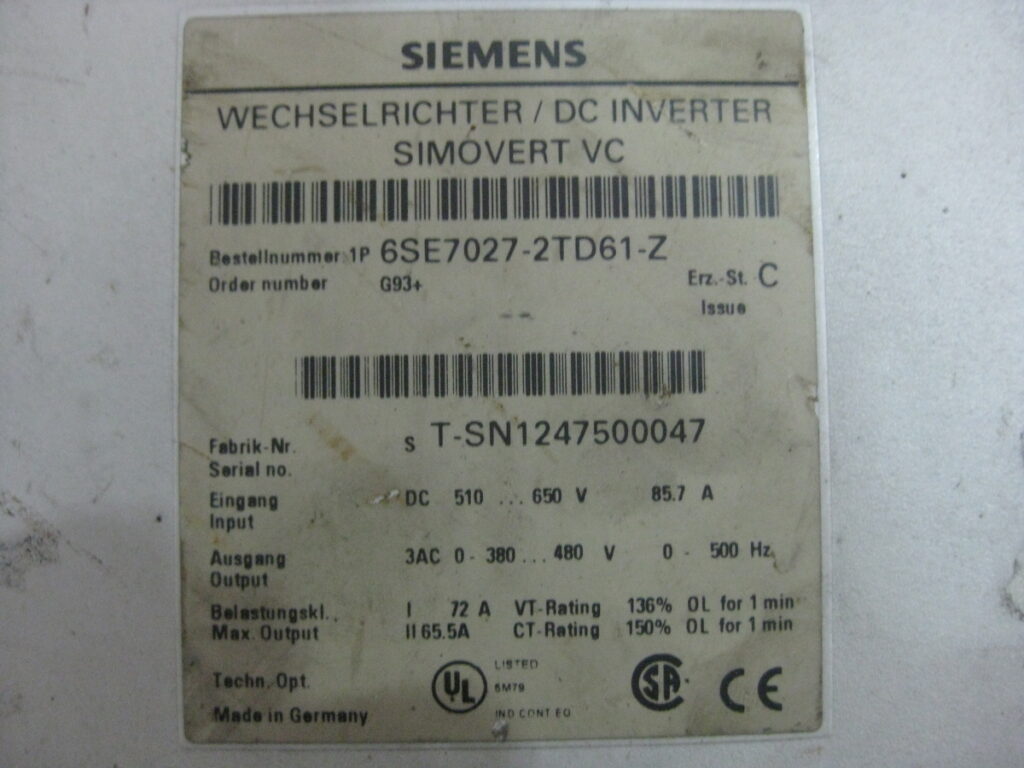 SIEMENS
WECHSELRICHTER / DC INVERTER
SIMOVERT VC
Bestellnummer 1P 6SE7027-2TD61-Z
Order number G93+
Erz.-St. C
Issue
--
Fabrik-Nr. S T-SN1247500047
Serial no.
Eingang DC 510 ... 650 V 85.7 A
Input
Ausgang 3AC 0 - 380 ... 480 V 0 - 500 Hz
Output
Belastungskl. I 72 A VT-Rating 136% OL for 1 min
Max. Output II 65.5A CT-Rating 150% OL for 1 min
Techn. Opt.
UL LISTED
6M79
IND CONT EQ
SA CE
Made in Germany